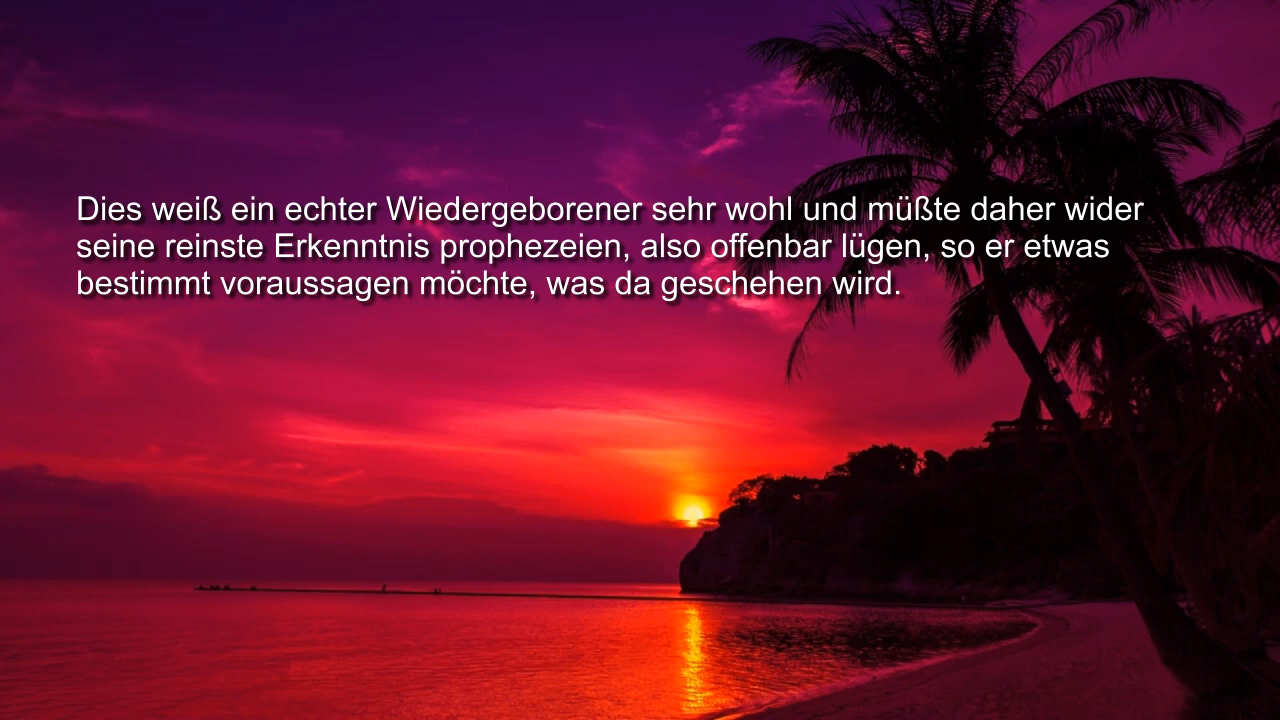 Dies weiß ein echter Wiedergeborener sehr wohl und müßte daher wider
seine reinste Erkenntnis prophezeien, also offenbar lügen, so er etwas
bestimmt voraussagen möchte, was da geschehen wird.